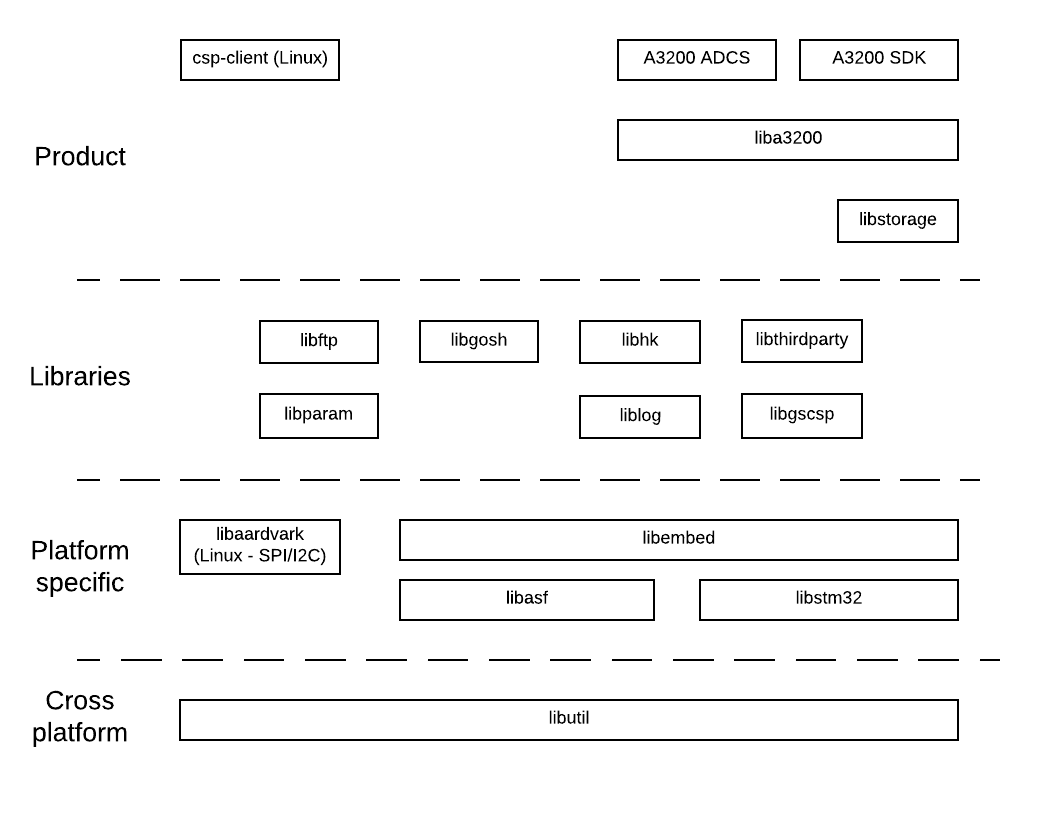 csp-client (Linux)
A3200 ADCS
A3200 SDK
Product
liba3200
libstorage
Libraries
libftp
libgosh
libhk
libthirdparty
libparam
liblog
libgscsp
Platform
specific
libaardvark
(Linux - SPI/I2C)
libembed
libasf
libstm32
Cross
platform
libutil